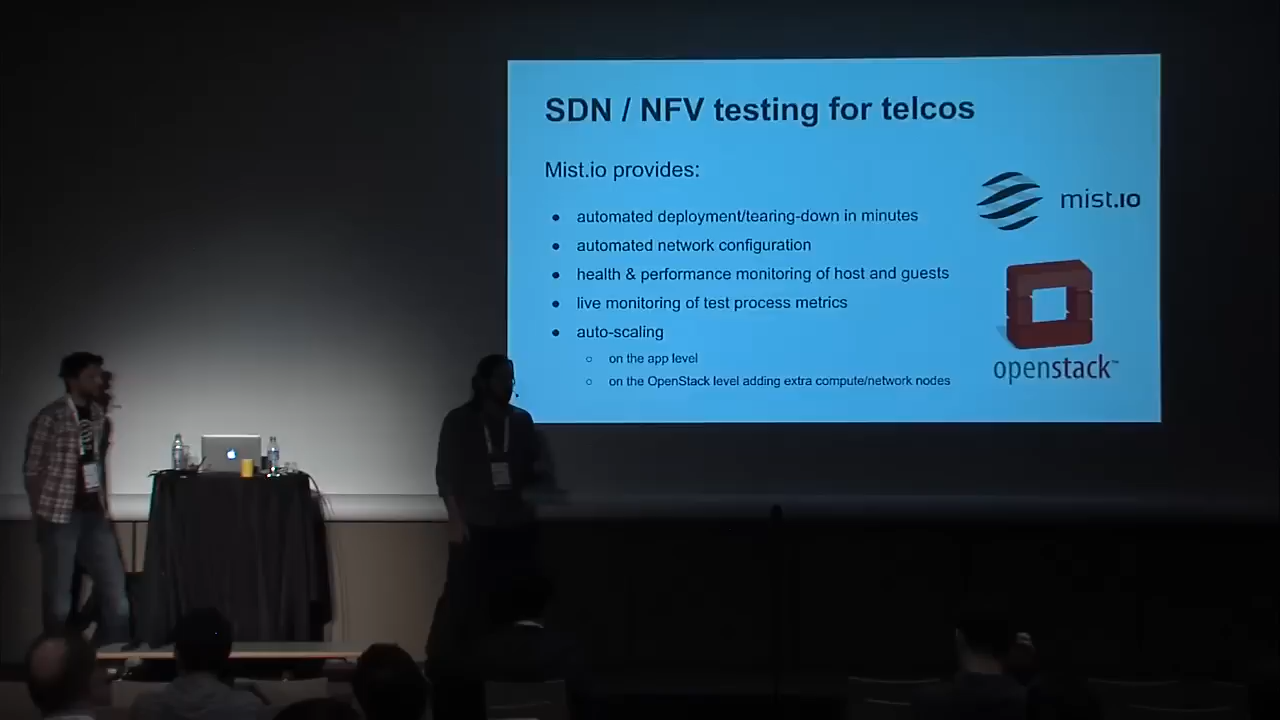 SDN / NFV testing for telcos
Mist.io provides:
● automated deployment/tearing-down in minutes
● automated network configuration
● health & performance monitoring of host and guests
● live monitoring of test process metrics
● auto-scaling
○ on the app level
○ on the OpenStack level adding extra compute/network nodes
mist.io
openstack™